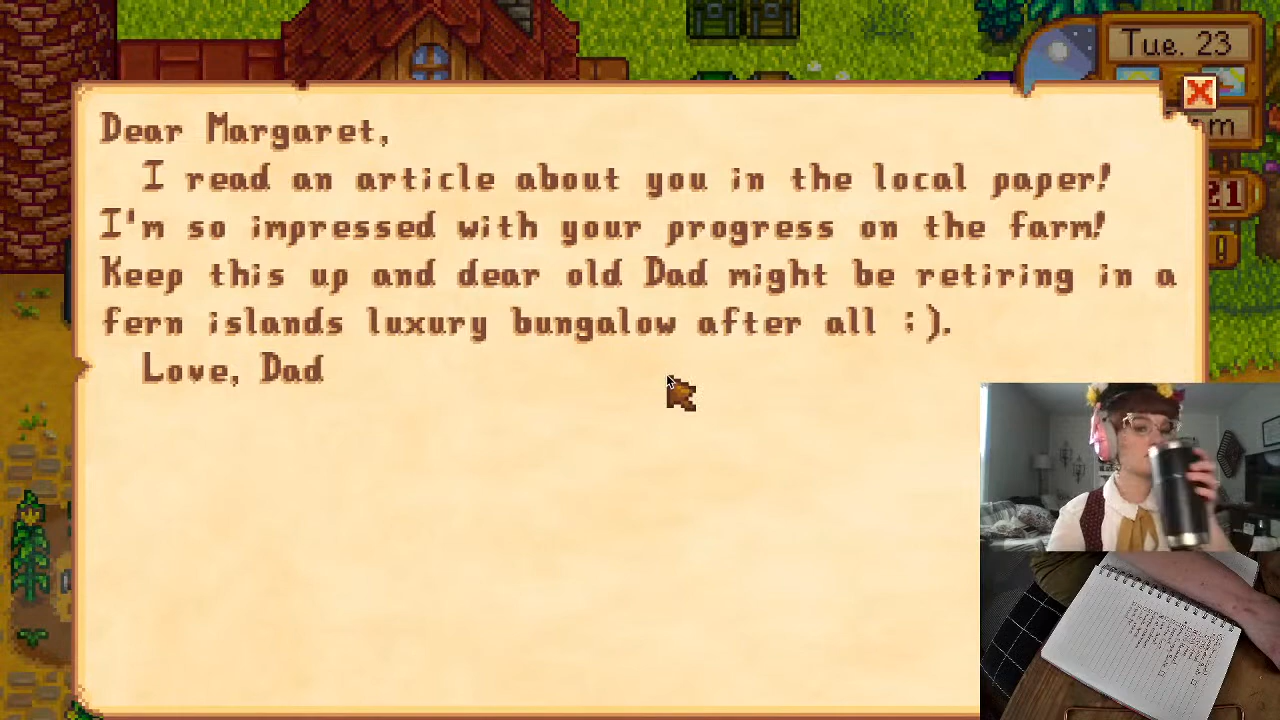 Tue. 23
Dear Margaret,
I read an article about you in the local paper!
I'm so impressed with your progress on the farm!
Keep this up and dear old Dad might be retiring in a
fern islands luxury bungalow after all :).
Love, Dad
m
21
!